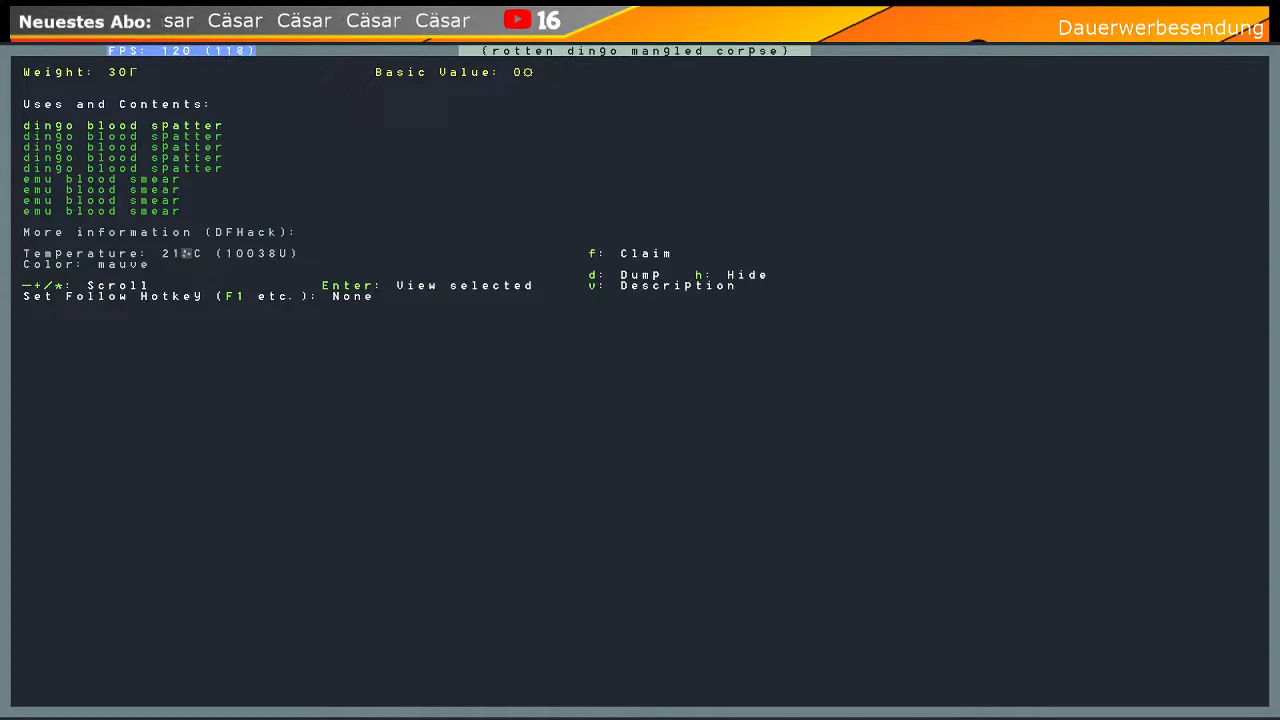 Neuestes Abo: sar Cäsar Cäsar Cäsar Cäsar 16
Dauerwerbesendung
FPS: 120 (118) (rotten dingo mangled corpse)
Weight: 30Γ Basic Value: 0☼
Uses and Contents:
dingo blood spatter
dingo blood spatter
dingo blood spatter
dingo blood spatter
dingo blood spatter
emu blood smear
emu blood smear
emu blood smear
emu blood smear
More information (DFHack):
Temperature: 21 C (10038U) f: Claim
Color: mauve
d: Dump h: Hide
-+/*: Scroll Enter: View selected v: Description
Set Follow Hotkey (F1 etc.): None